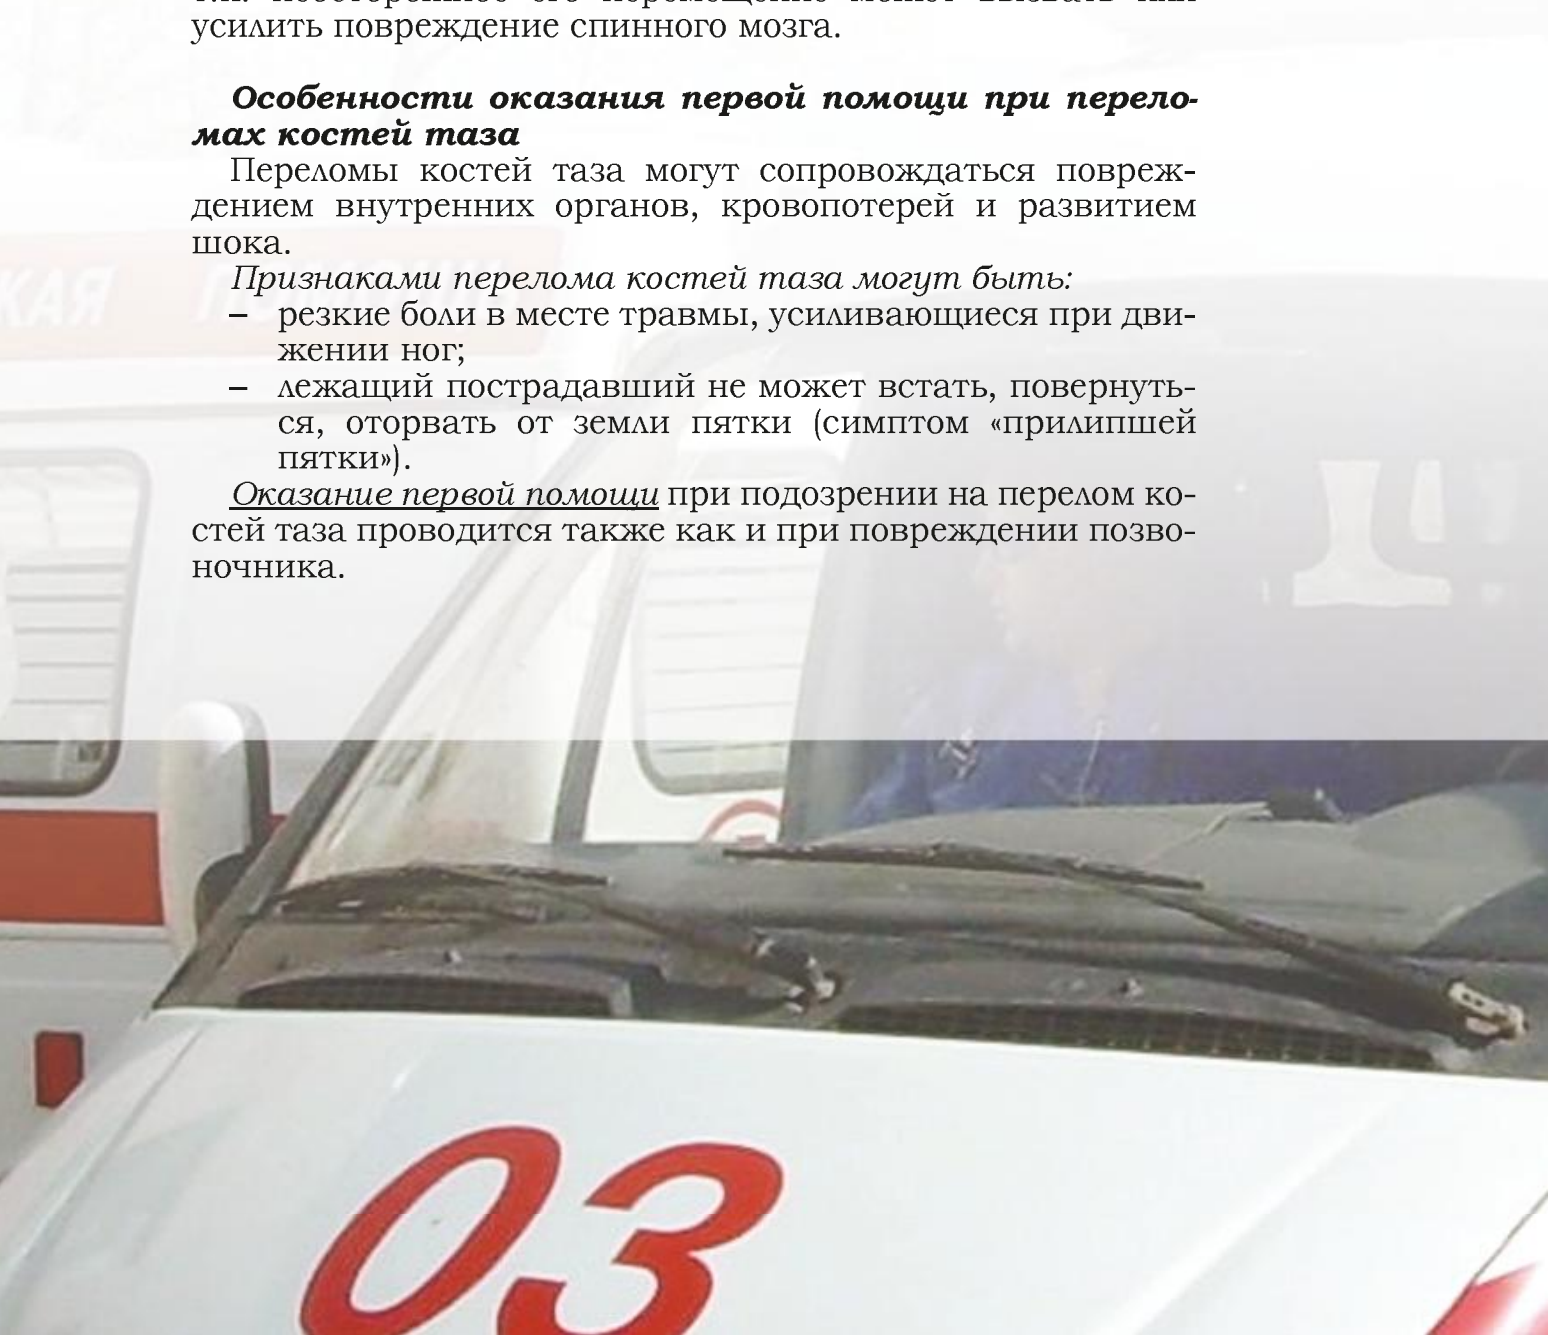 усилить повреждение спинного мозга.
Особенности оказания первой помощи при перело-
мах костей таза
Переломы костей таза могут сопровождаться повреж-
дением внутренних органов, кровопотерей и развитием
шока.
Признаками перелома костей таза могут быть:
– резкие боли в месте травмы, усиливающиеся при дви-
жении ног;
– лежащий пострадавший не может встать, повернуть-
ся, оторвать от земли пятки (симптом «прилипшей
пятки»).
Оказание первой помощи при подозрении на перелом ко-
стей таза проводится также как и при повреждении позво-
ночника.
КАЯ ПОМОЩЬ
03